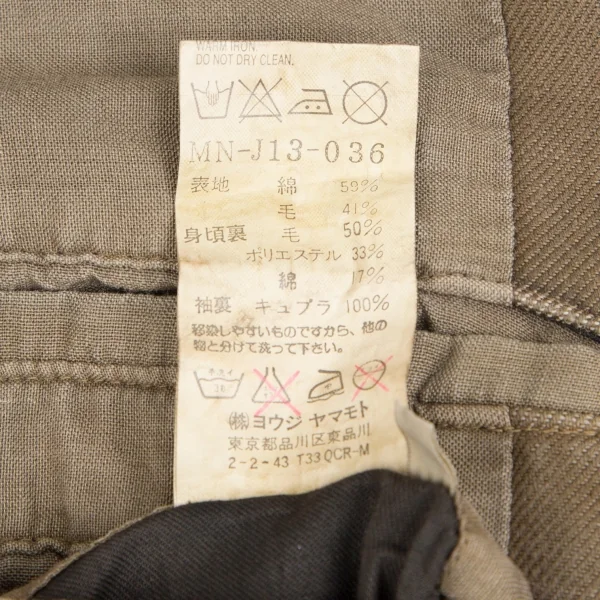 WARM IRON.
DO NOT DRY CLEAN.
MN-J13-036
表地 綿 59%
毛 41%
身頃裏 毛 50%
ポリエステル 33%
綿 17%
袖裏 キュプラ 100%
移染しやすいものですから、他の
物と分けて洗って下さい。
(株)ヨウジ ヤマモト
東京都品川区東品川
2-2-43 T33 QCR-M